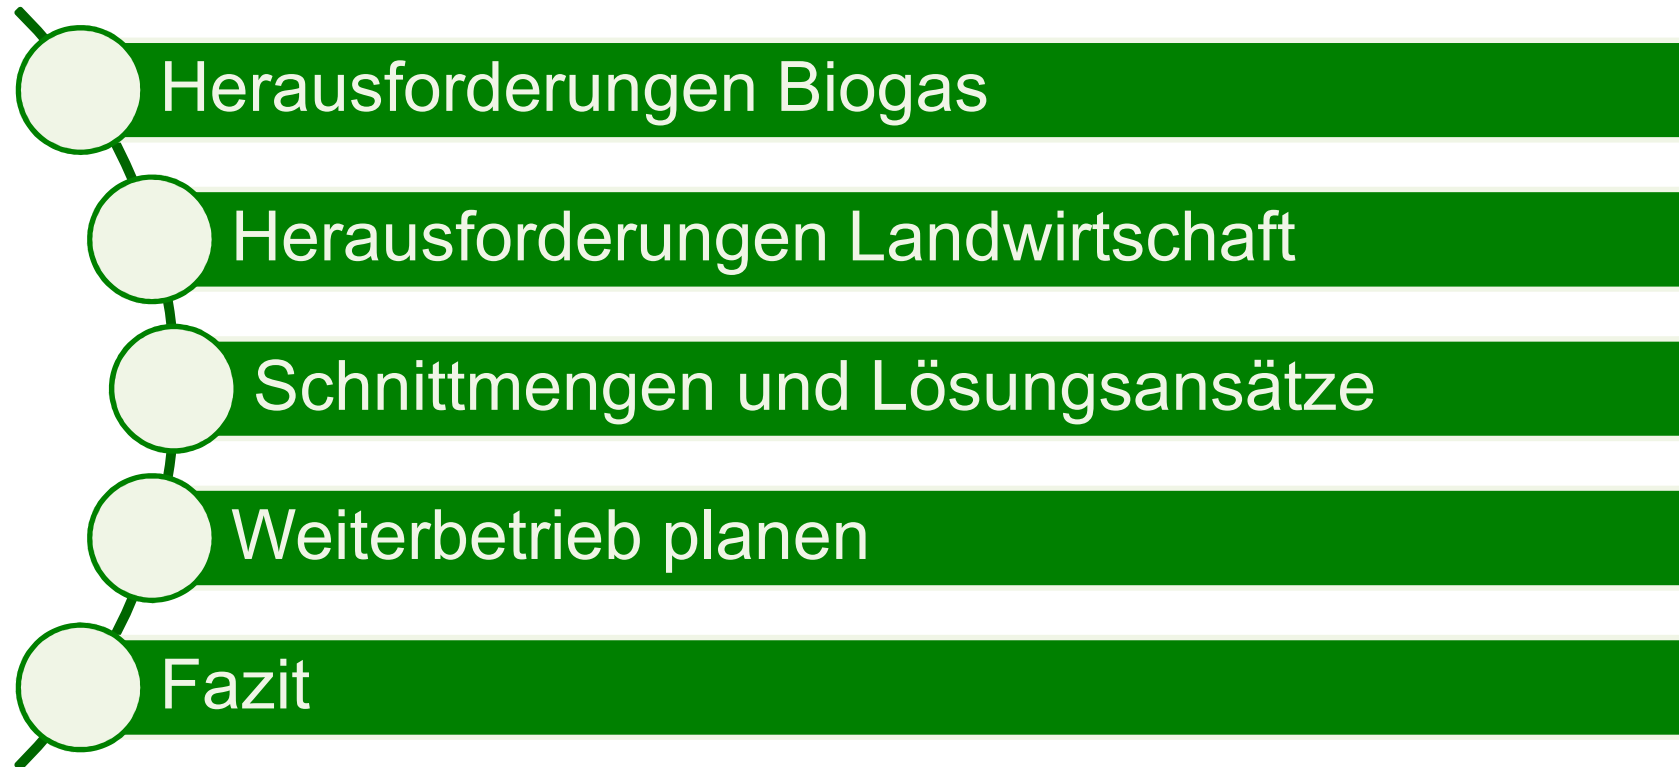 Herausforderungen Biogas
Herausforderungen Landwirtschaft
Schnittmengen und Lösungsansätze
Weiterbetrieb planen
Fazit